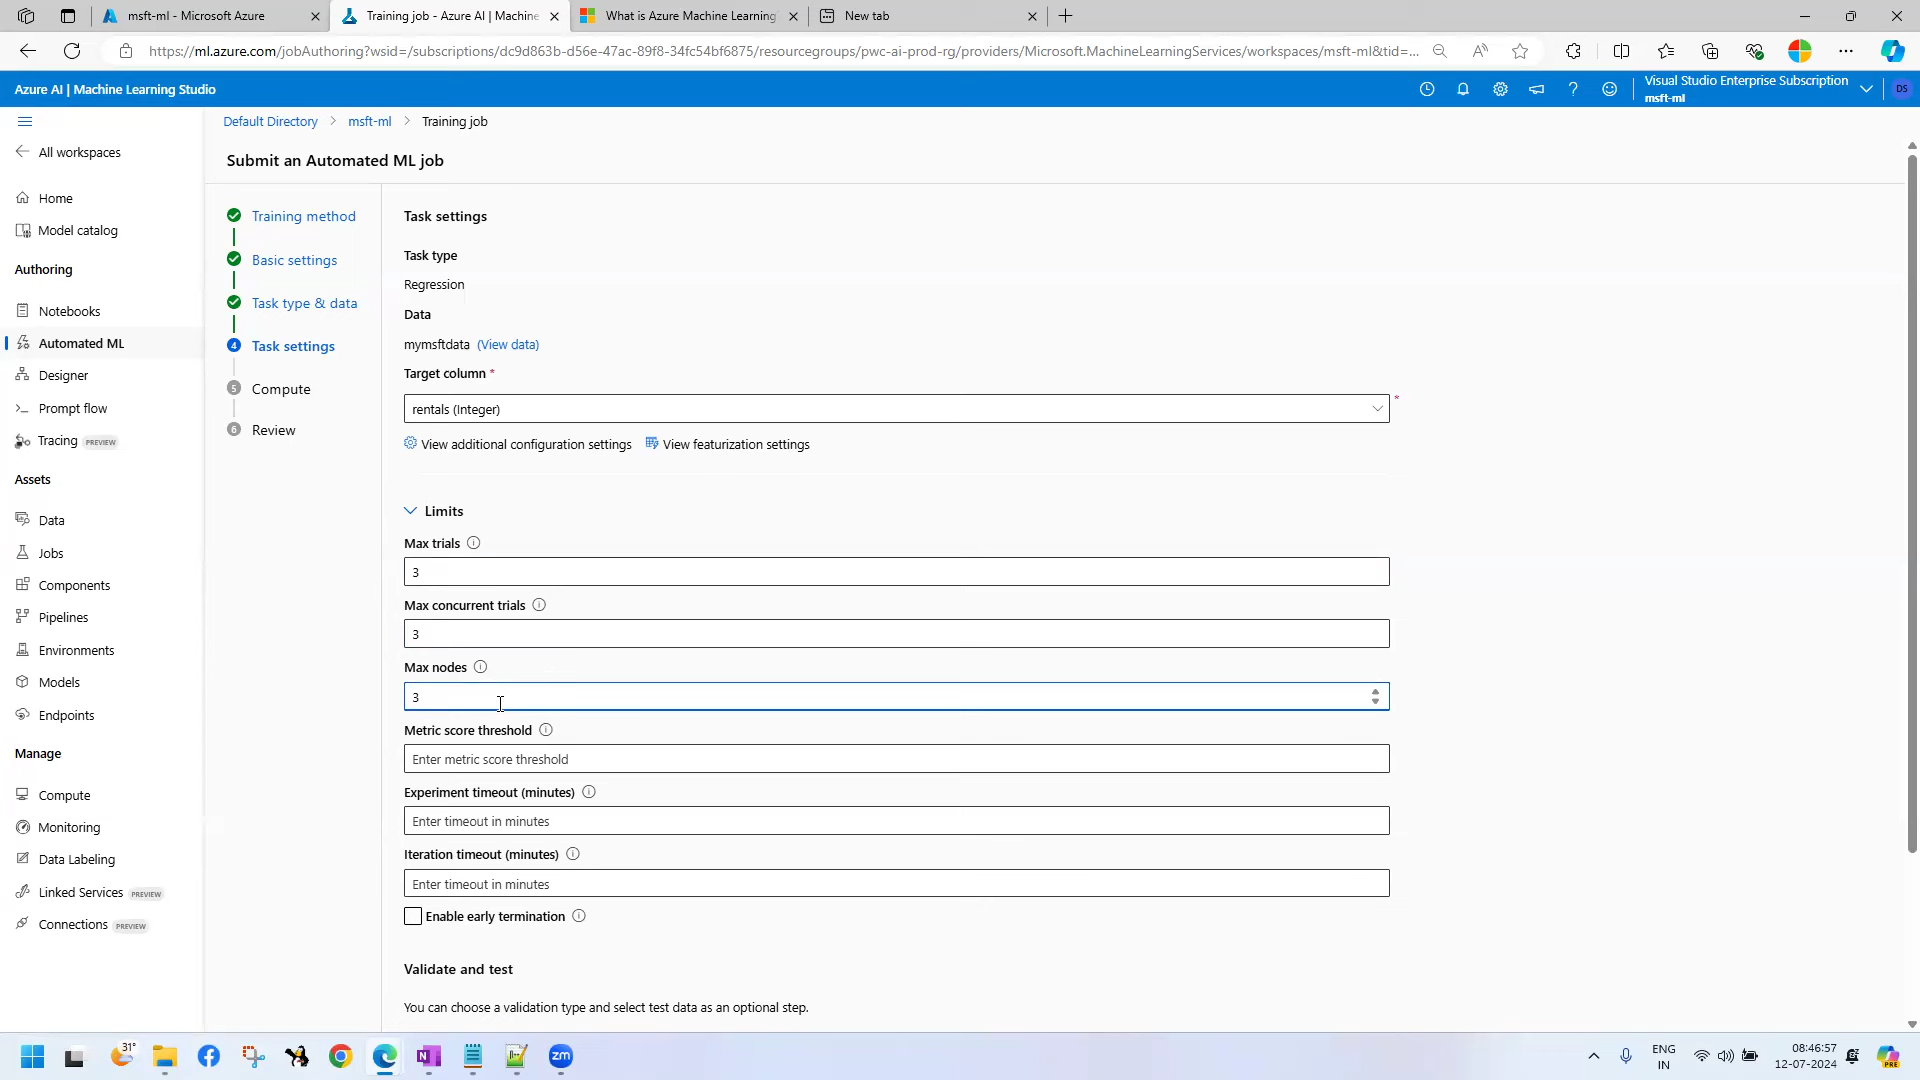 msft-ml - Microsoft Azure
Training job - Azure AI | Machine
What is Azure Machine Learning
New tab
https://ml.azure.com/jobAuthoring?wsid=/subscriptions/dc9d863b-d56e-47ac-89f8-34fc54bf6875/resourcegroups/pwc-ai-prod-rg/providers/Microsoft.MachineLearningServices/workspaces/msft-ml&tid=...
Azure AI | Machine Learning Studio
Visual Studio Enterprise Subscription
msft-ml
DS
Default Directory > msft-ml > Training job
All workspaces
Submit an Automated ML job
Home
Model catalog
Authoring
Notebooks
Automated ML
Designer
Prompt flow
Tracing PREVIEW
Assets
Data
Jobs
Components
Pipelines
Environments
Models
Endpoints
Manage
Compute
Monitoring
Data Labeling
Linked Services PREVIEW
Connections PREVIEW
Training method
Basic settings
Task type & data
4 Task settings
5 Compute
6 Review
Task settings
Task type
Regression
Data
mymsftdata (View data)
Target column *
rentals (Integer)
*
View additional configuration settings View featurization settings
Limits
Max trials
3
Max concurrent trials
3
Max nodes
3
Metric score threshold
Enter metric score threshold
Experiment timeout (minutes)
Enter timeout in minutes
Iteration timeout (minutes)
Enter timeout in minutes
Enable early termination
Validate and test
You can choose a validation type and select test data as an optional step.
31°
zm
ENG
IN
08:46:57
12-07-2024
PRE